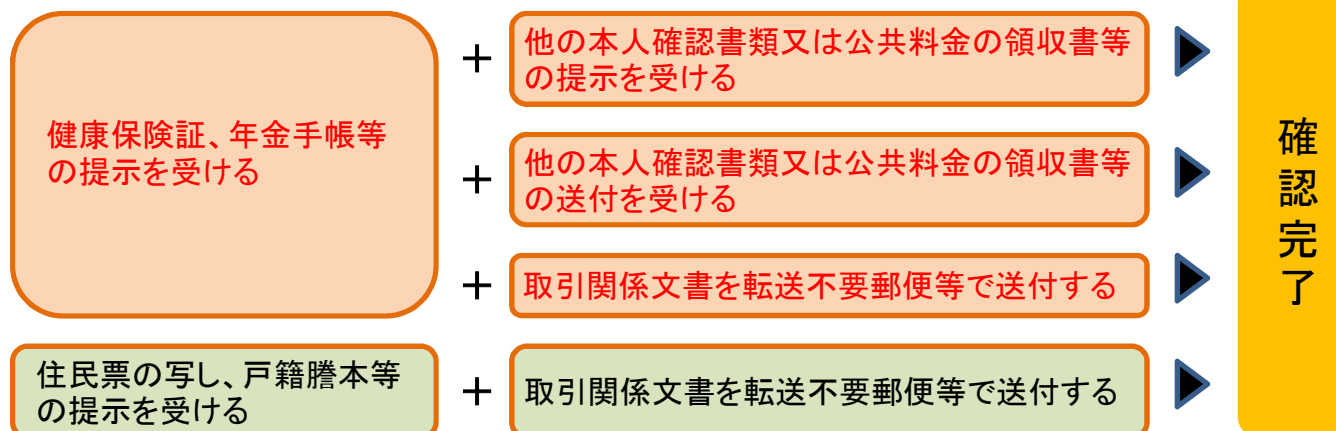 健康保険証、年金手帳等
の提示を受ける
＋
他の本人確認書類又は公共料金の領収書等
の提示を受ける
＋
他の本人確認書類又は公共料金の領収書等
の送付を受ける
＋
取引関係文書を転送不要郵便等で送付する
住民票の写し、戸籍謄本等
の提示を受ける
＋
取引関係文書を転送不要郵便等で送付する
確認完了